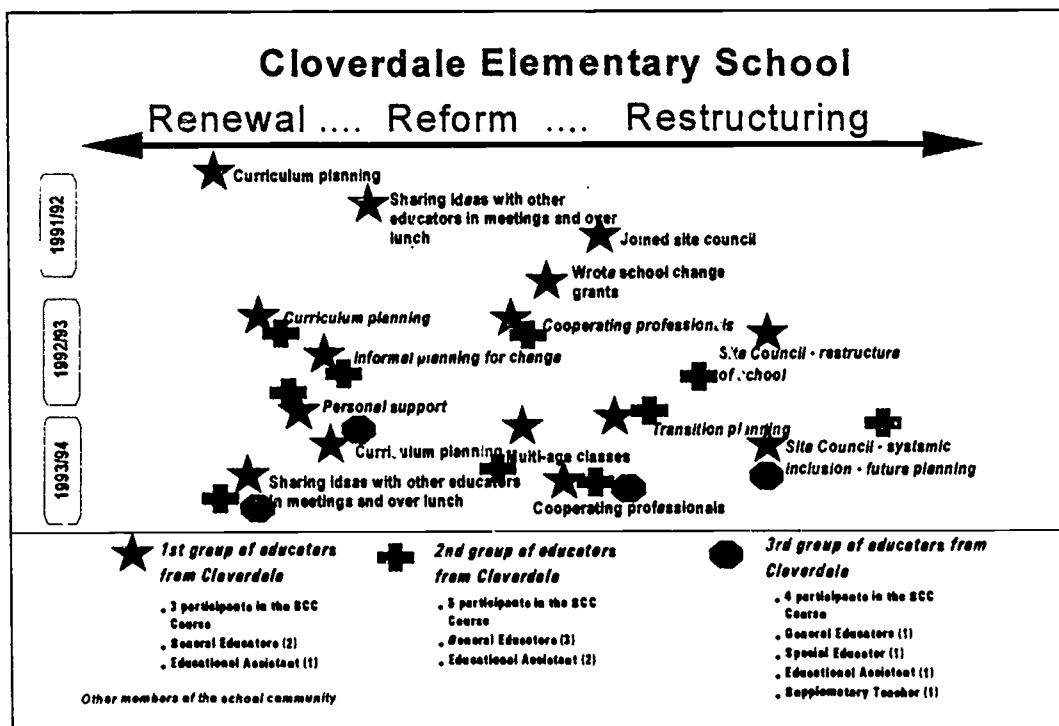 Cloverdale Elementary School
Renewal .... Reform .... Restructuring
1991/92
Curriculum planning
Sharing ideas with other
educators in meetings and over
lunch
Joined site council
Wrote school change
grants
1992/93
Curriculum planning
Cooperating professionals
Informal planning for change
Site Council - restructure
of school
Personal support
Transition planning
1993/94
Curriculum planning
Multi-age classes
Site Council - systemic
inclusion - future planning
Sharing ideas with other educators
in meetings and over lunch
Cooperating professionals
1st group of educators
from Cloverdale
. 3 participants in the SCC
Course
. General Educators (2)
. Educational Assistant (1)
2nd group of educators
from Cloverdale
. 5 participants in the SCC
Course
. General Educators (3)
. Educational Assistant (2)
3rd group of educators from
Cloverdale
. 4 participants in the SCC
Course
. General Educators (1)
. Special Educator (1)
. Educational Assistant (1)
. Supplementary Teacher (1)
Other members of the school community